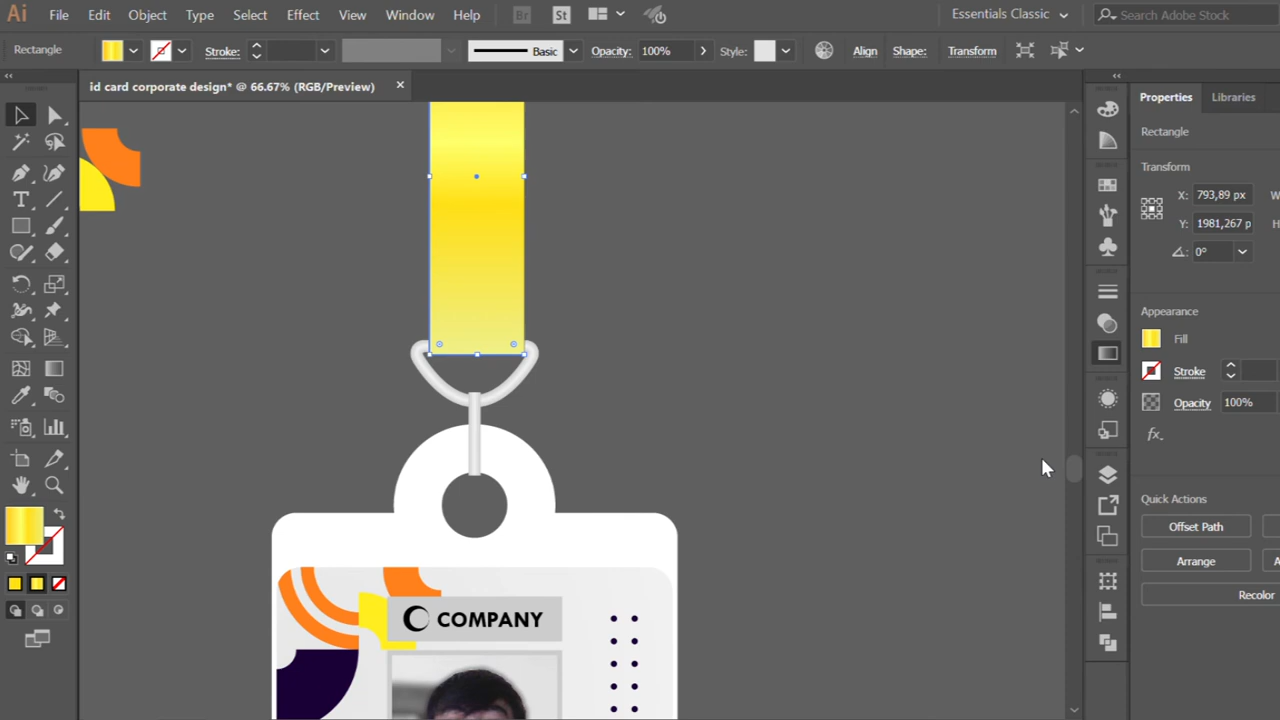 Ai File Edit Object Type Select Effect View Window Help Br St Essentials Classic Search Adobe Stock
Rectangle Stroke: Basic Opacity: 100% Style: Align Shape: Transform
id card corporate design* @ 66.67% (RGB/Preview)
Properties Libraries
Rectangle
Transform
X: 793,89 px W
Y: 1981,267 p H
0°
Appearance
Fill
Stroke
Opacity 100%
fx.
Quick Actions
Offset Path
Arrange
Recolor
COMPANY